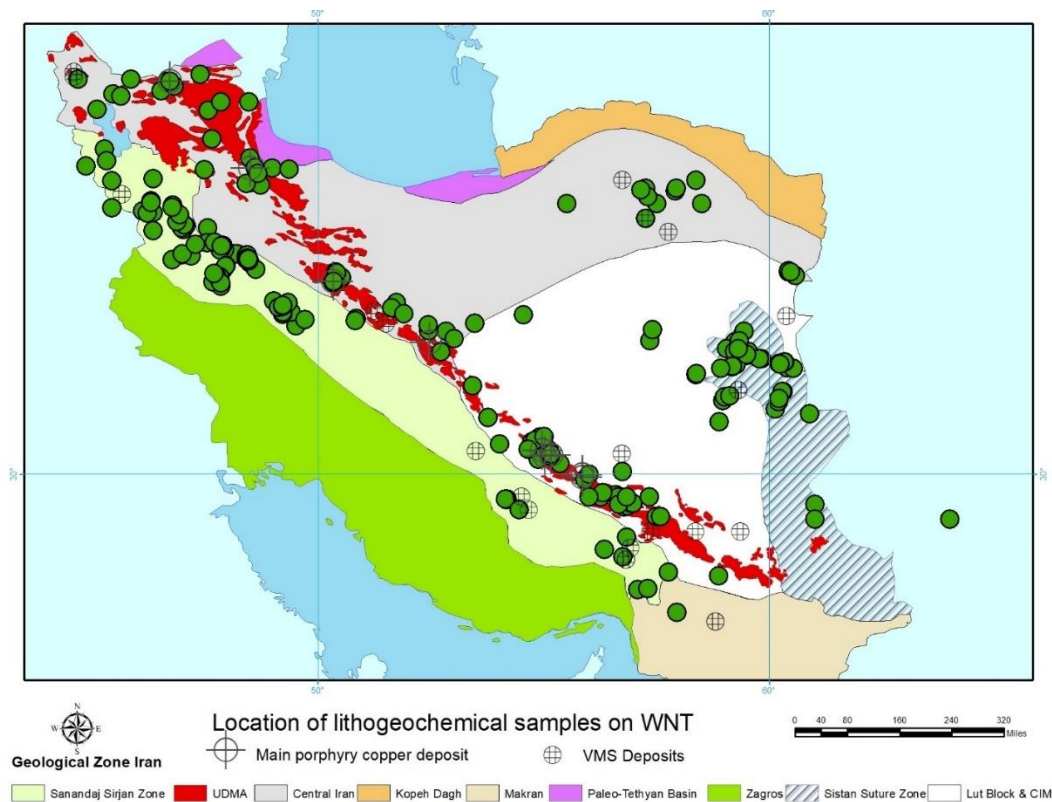 50°
60°
30°
30°
50°
60°
N
W
E
S
Geological Zone Iran
Location of lithogeochemical samples on WNT
Main porphyry copper deposit
VMS Deposits
0 40 80 160 240 320
Miles
Sanandaj Sirjan Zone
UDMA
Central Iran
Kopeh Dagh
Makran
Paleo-Tethyan Basin
Zagros
Sistan Suture Zone
Lut Block & CIM